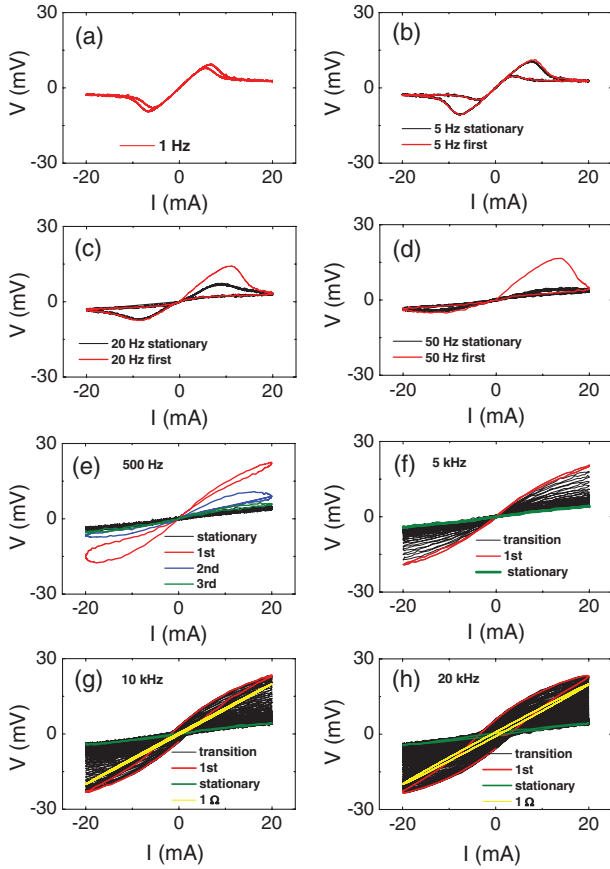 (a)
30
0
-30
V (mV)
1 Hz
-20 0 20
I (mA)
(b)
30
0
-30
V (mV)
5 Hz stationary
5 Hz first
-20 0 20
I (mA)
(c)
30
0
-30
V (mV)
20 Hz stationary
20 Hz first
-20 0 20
I (mA)
(d)
30
0
-30
V (mV)
50 Hz stationary
50 Hz first
-20 0 20
I (mA)
(e)
500 Hz
30
0
-30
V (mV)
stationary
1st
2nd
3rd
-20 0 20
I (mA)
(f)
5 kHz
30
0
-30
V (mV)
transition
1st
stationary
-20 0 20
I (mA)
(g)
10 kHz
30
0
-30
V (mV)
transition
1st
stationary
1 Ω
-20 0 20
I (mA)
(h)
20 kHz
30
0
-30
V (mV)
transition
1st
stationary
1 Ω
-20 0 20
I (mA)